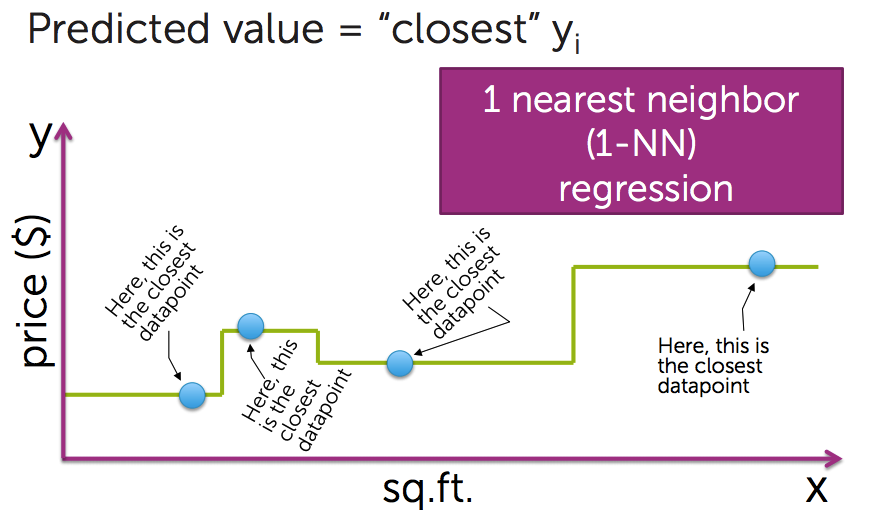 Predicted value = “closest” yi
1 nearest neighbor
(1-NN)
regression
y
price ($)
Here, this is
the closest
datapoint
Here, this
is the
closest
datapoint
Here, this is
the closest
datapoint
Here, this is
the closest
datapoint
sq.ft.
x